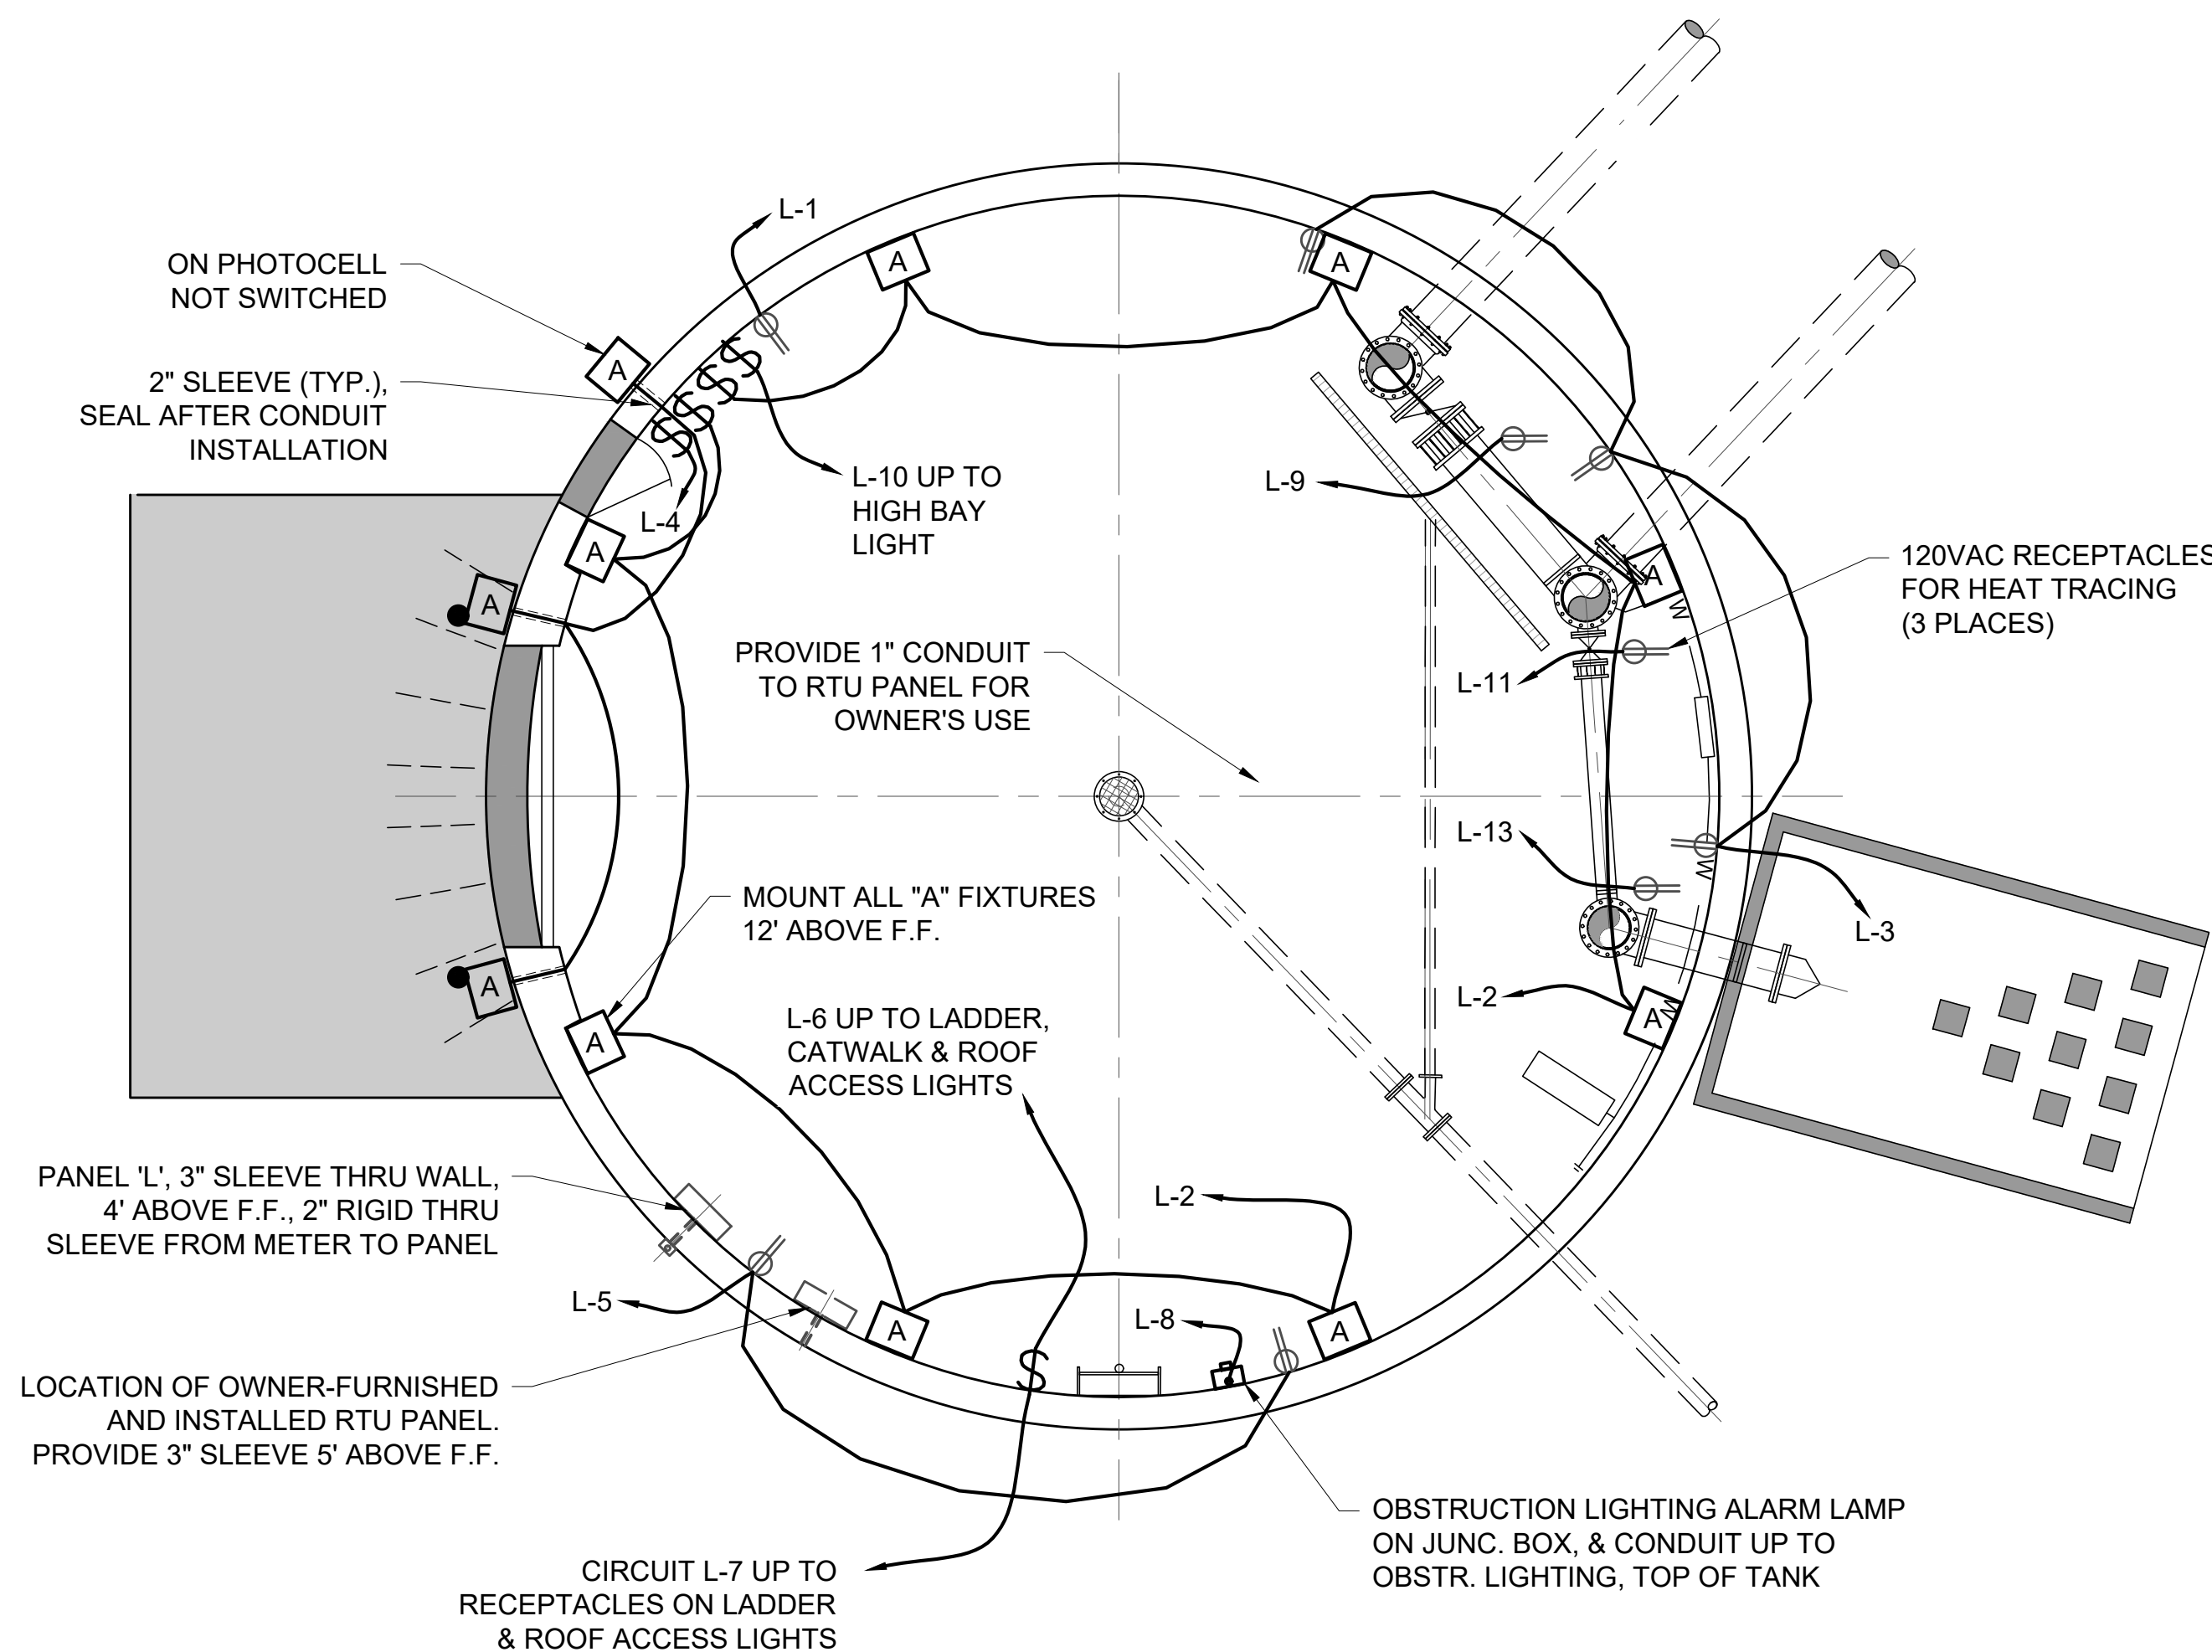 L-1
ON PHOTOCELL
NOT SWITCHED
A
A
A
2" SLEEVE (TYP.),
SEAL AFTER CONDUIT
INSTALLATION
S
S
S
S
L-10 UP TO
HIGH BAY
LIGHT
L-9
L-4
A
A
A
W
120VAC RECEPTACLES
FOR HEAT TRACING
(3 PLACES)
PROVIDE 1" CONDUIT
TO RTU PANEL FOR
OWNER'S USE
L-11
L-13
W
MOUNT ALL "A" FIXTURES
12' ABOVE F.F.
L-3
A
A
L-2
A
W
L-6 UP TO LADDER,
CATWALK & ROOF
ACCESS LIGHTS
PANEL 'L', 3" SLEEVE THRU WALL,
4' ABOVE F.F., 2" RIGID THRU
SLEEVE FROM METER TO PANEL
L-2
L-5
A
L-8
A
S
LOCATION OF OWNER-FURNISHED
AND INSTALLED RTU PANEL.
PROVIDE 3" SLEEVE 5' ABOVE F.F.
OBSTRUCTION LIGHTING ALARM LAMP
ON JUNC. BOX, & CONDUIT UP TO
OBSTR. LIGHTING, TOP OF TANK
CIRCUIT L-7 UP TO
RECEPTACLES ON LADDER
& ROOF ACCESS LIGHTS